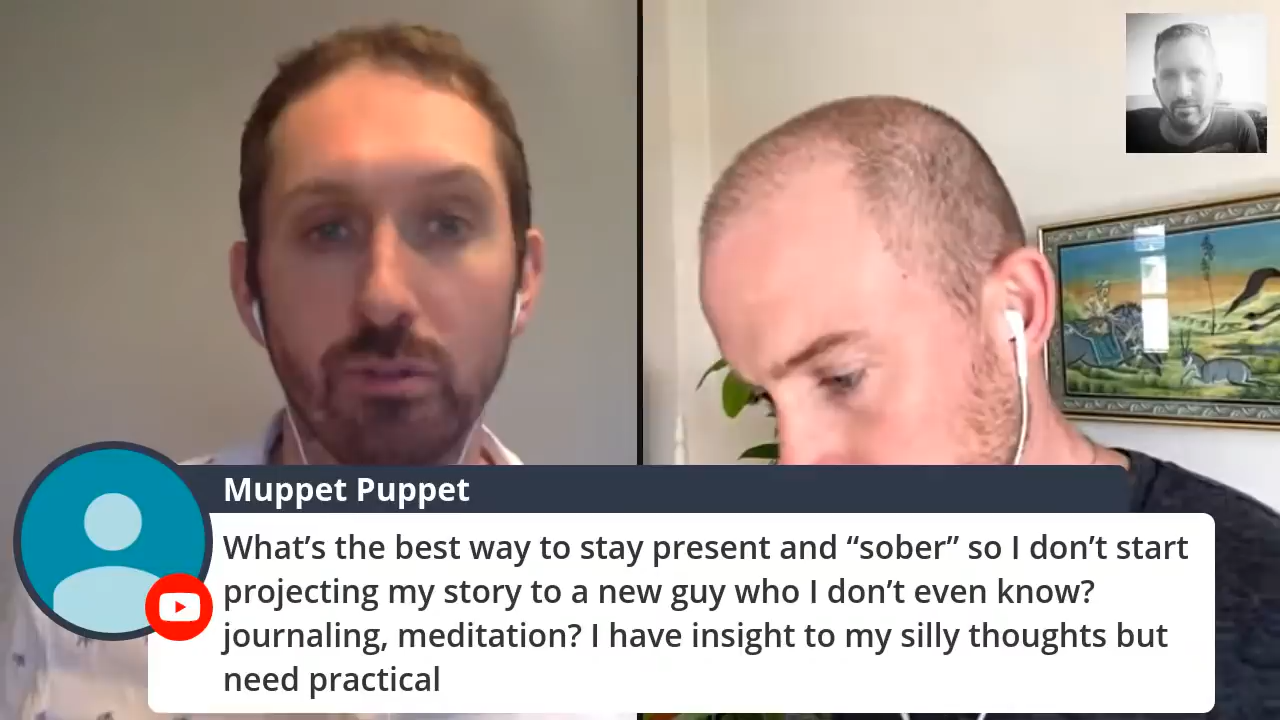 Muppet Puppet
What’s the best way to stay present and “sober” so I don’t start
projecting my story to a new guy who I don’t even know?
journaling, meditation? I have insight to my silly thoughts but
need practical